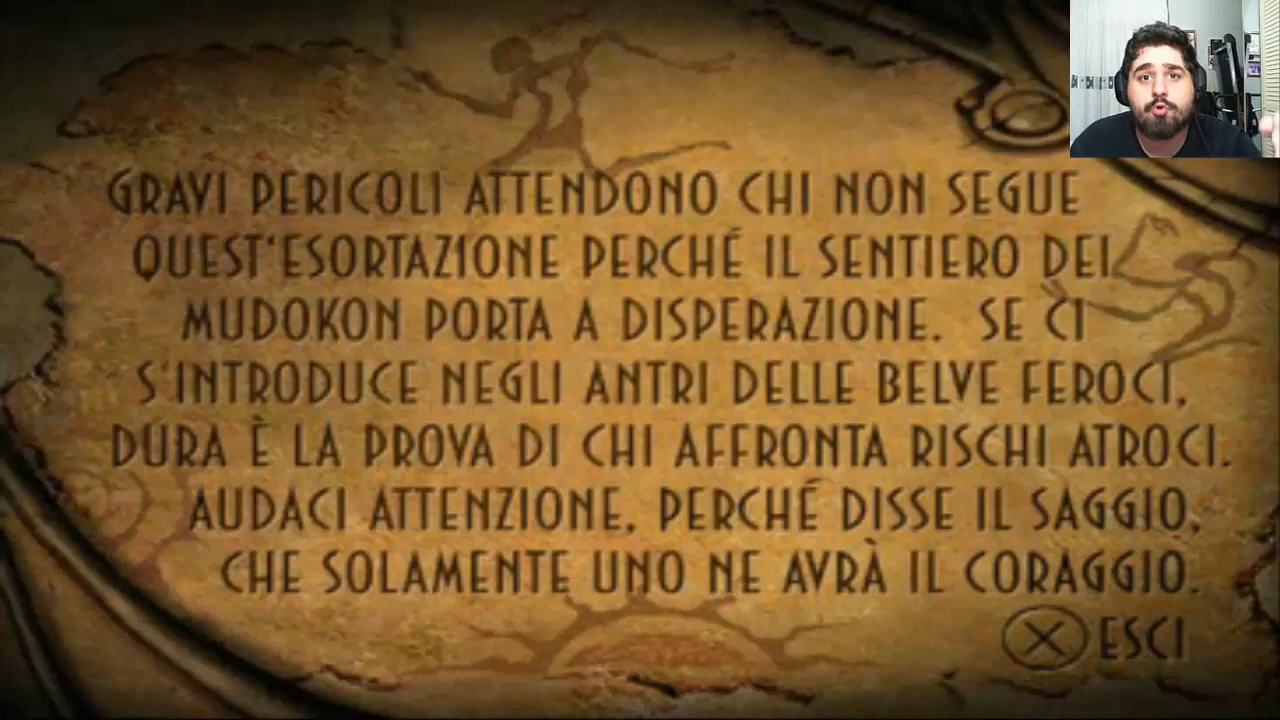 GRAVI PERICOLI ATTENDONO CHI NON SEGUE
QUEST'ESORTAZIONE PERCHÉ IL SENTIERO DEI
MUDOKON PORTA A DISPERAZIONE. SE CI
S'INTRODUCE NEGLI ANTRI DELLE BELVE FEROCI,
DURA È LA PROVA DI CHI AFFRONTA RISCHI ATROCI.
AUDACI ATTENZIONE, PERCHÉ DISSE IL SAGGIO,
CHE SOLAMENTE UNO NE AVRÀ IL CORAGGIO.
X ESCI